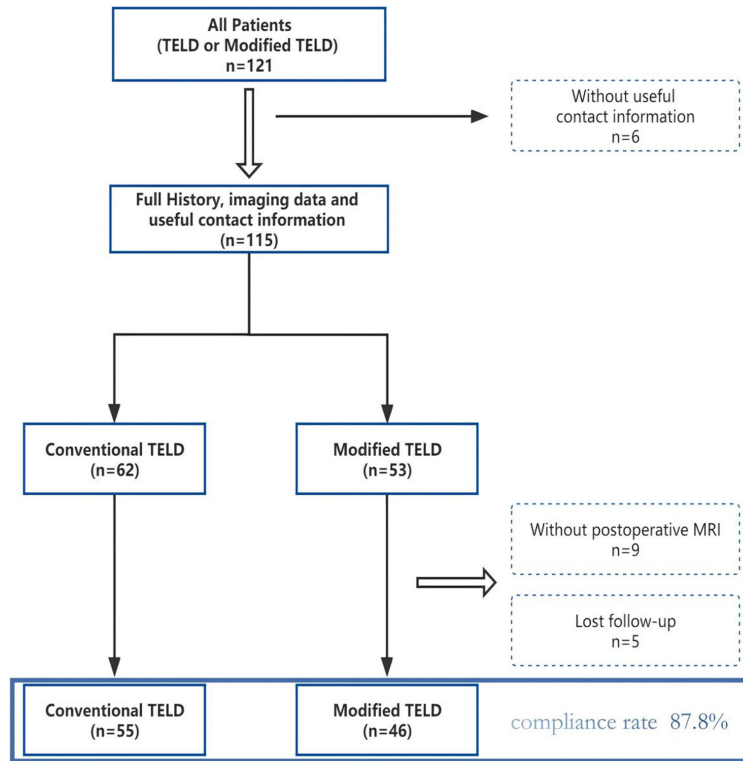 All Patients
(TELD or Modified TELD)
n=121
Without useful
contact information
n=6
Full History, imaging data and
useful contact information
(n=115)
Conventional TELD
(n=62)
Modified TELD
(n=53)
Without postoperative MRI
n=9
Lost follow-up
n=5
Conventional TELD
(n=55)
Modified TELD
(n=46)
compliance rate 87.8%